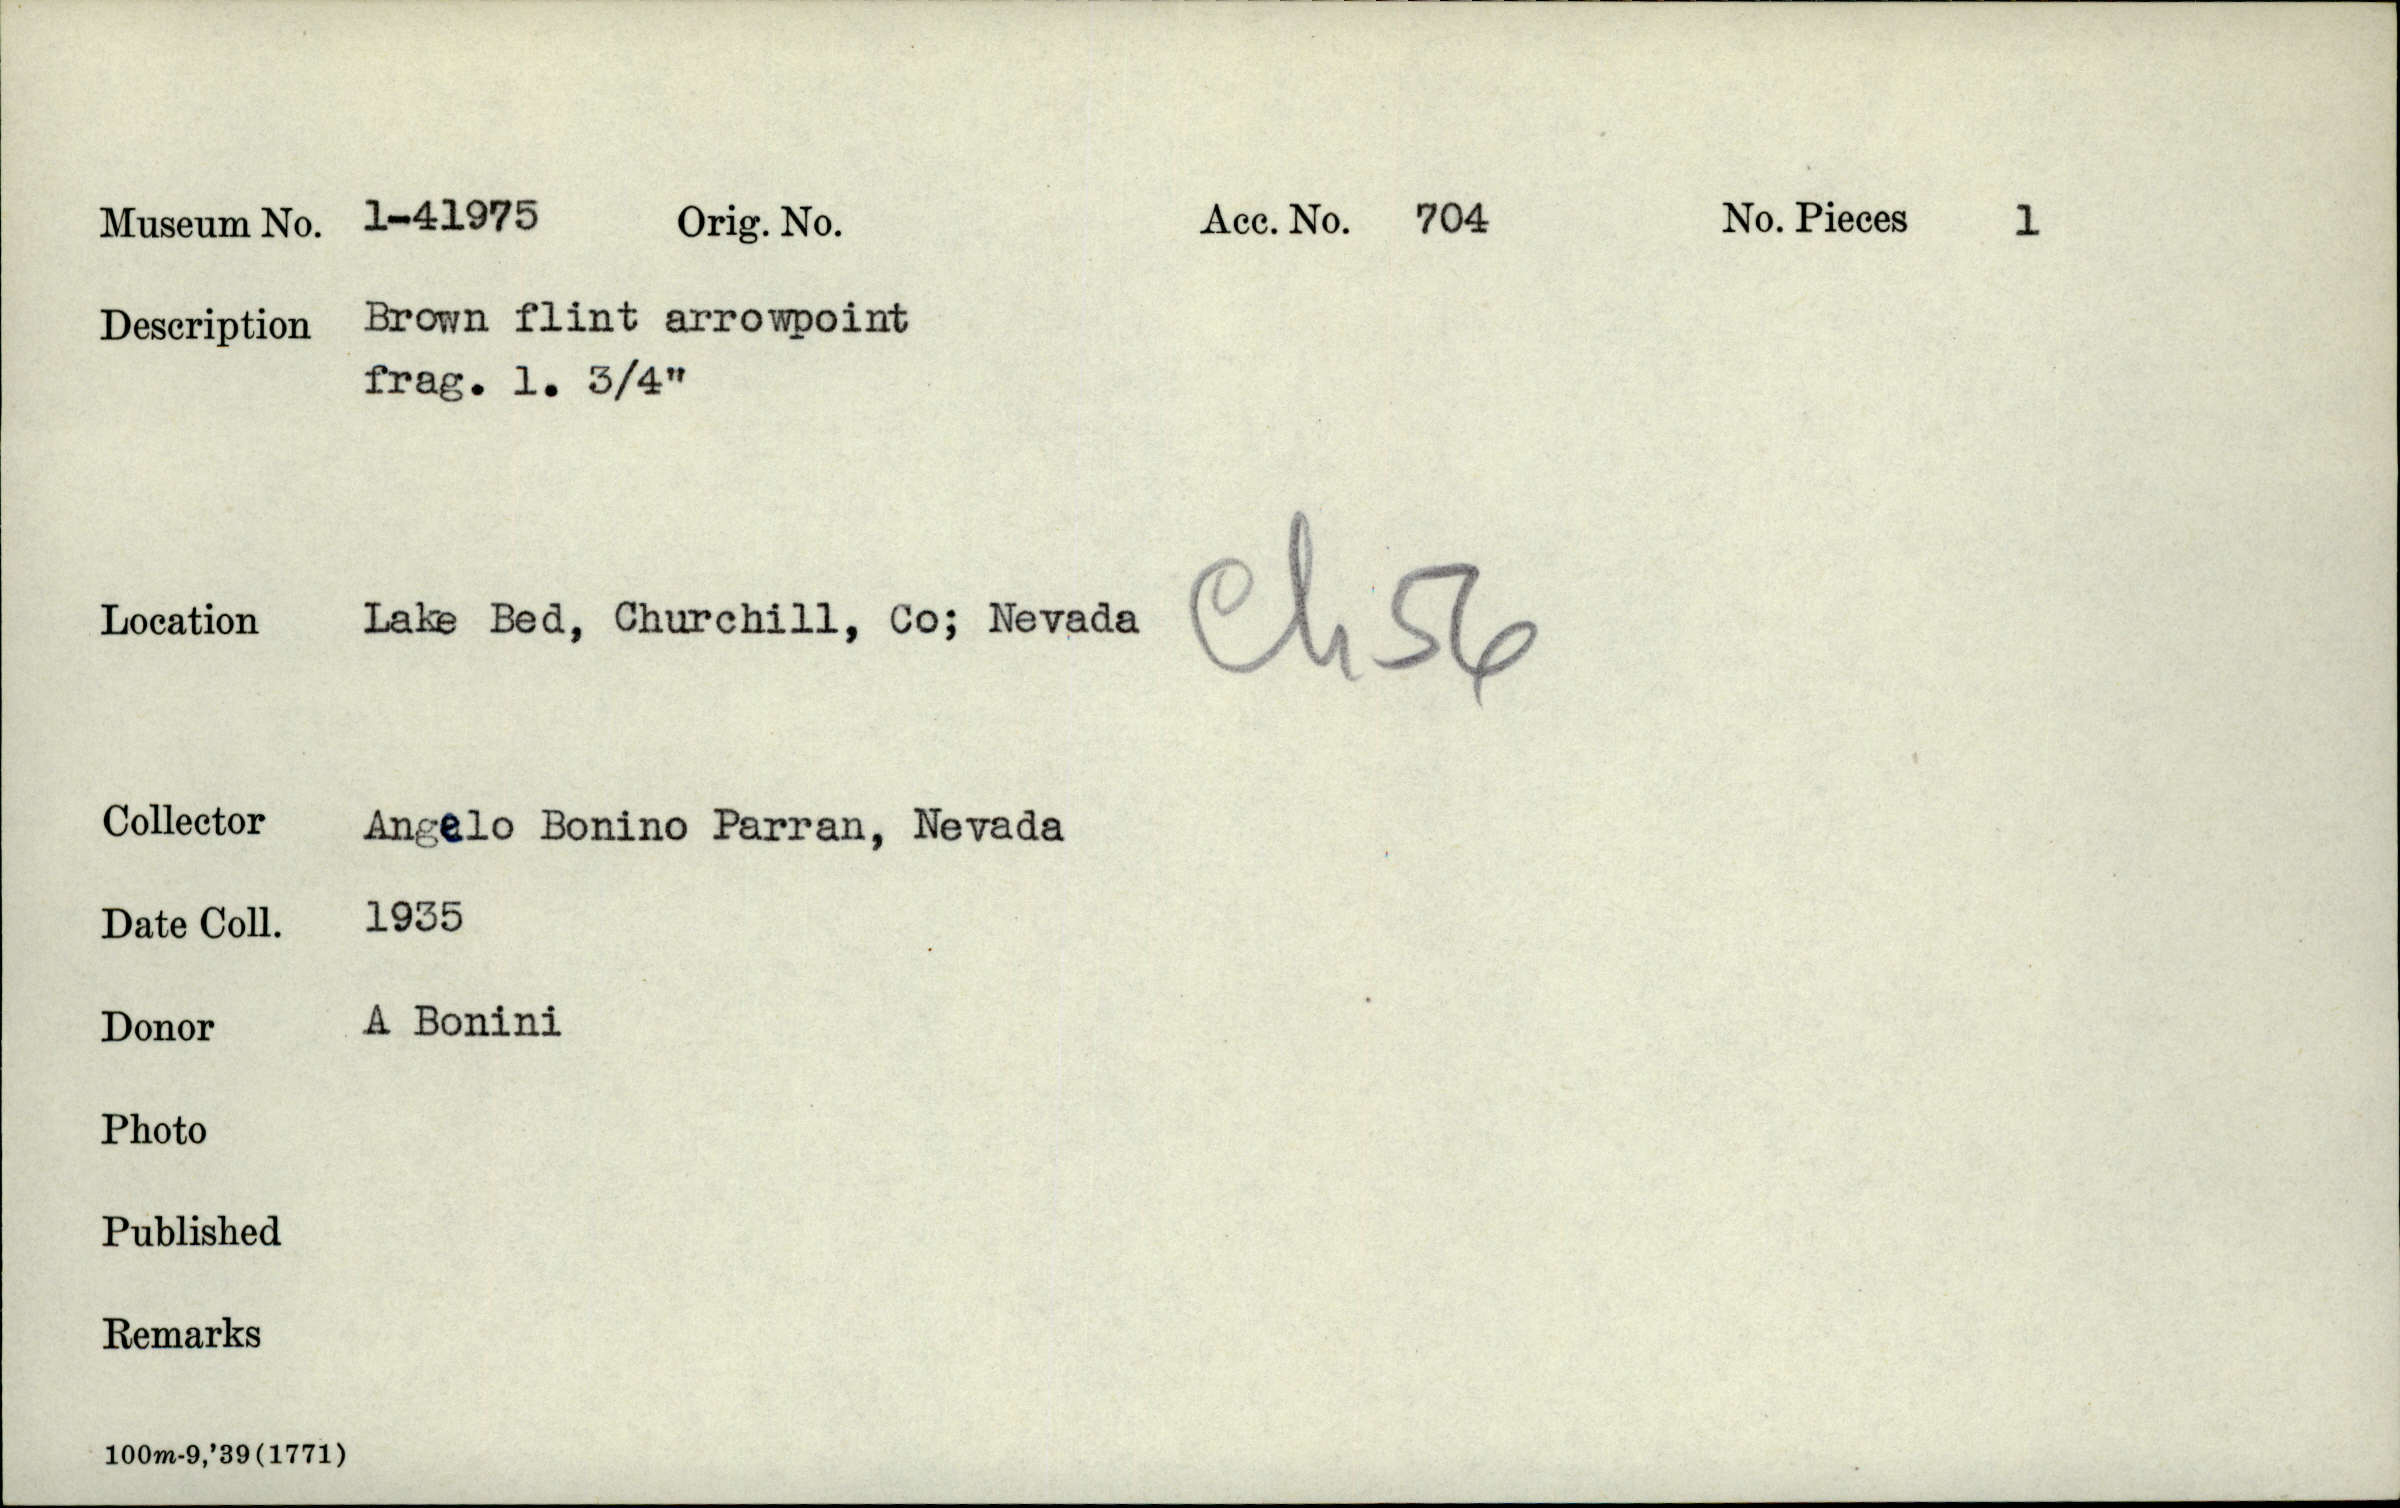 Museum No. 1-41975 Orig. No. Acc. No. 704 No. Pieces 1
Description Brown flint arrowpoint
frag. l. 3/4"
Location Lake Bed, Churchill, Co; Nevada Ch 56
Collector Angelo Bonino Parran, Nevada
Date Coll. 1935
Donor A Bonini
Photo
Published
Remarks
100m-9,'39(1771)